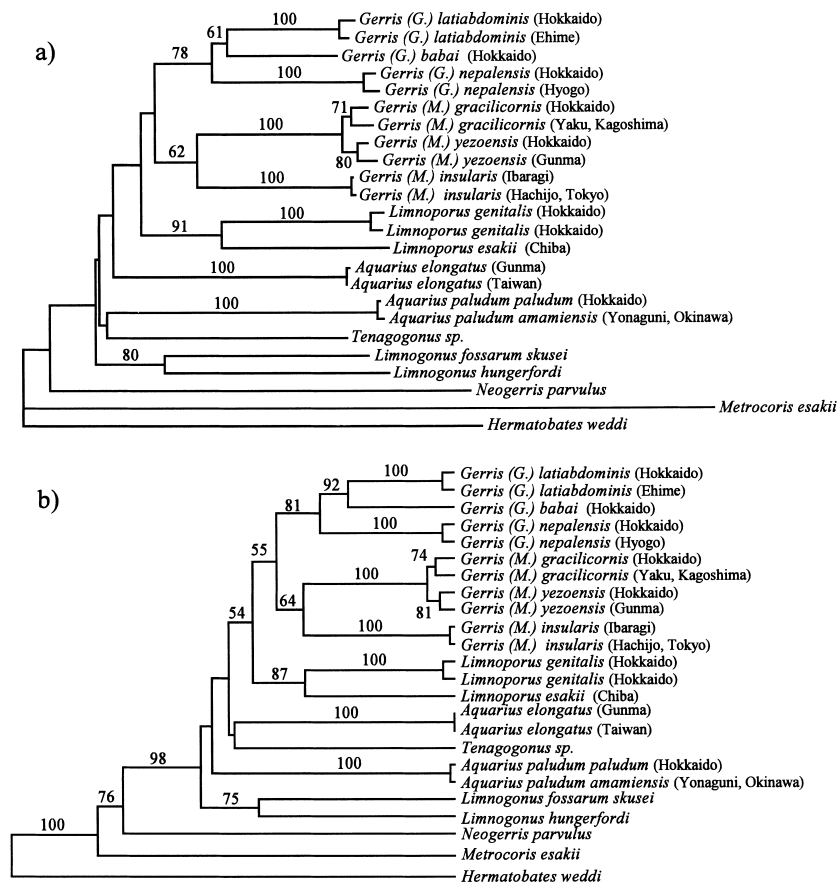 a)
100
Gerris (G.) latiabdominis (Hokkaido)
61
Gerris (G.) latiabdominis (Ehime)
78
Gerris (G.) babai (Hokkaido)
100
Gerris (G.) nepalensis (Hokkaido)
Gerris (G.) nepalensis (Hyogo)
71
Gerris (M.) gracilicornis (Hokkaido)
100
Gerris (M.) gracilicornis (Yaku, Kagoshima)
Gerris (M.) yezoensis (Hokkaido)
62
80
Gerris (M.) yezoensis (Gunma)
100
Gerris (M.) insularis (Ibaragi)
Gerris (M.) insularis (Hachijo, Tokyo)
100
Limnoporus genitalis (Hokkaido)
91
Limnoporus genitalis (Hokkaido)
Limnoporus esakii (Chiba)
100
Aquarius elongatus (Gunma)
Aquarius elongatus (Taiwan)
100
Aquarius paludum paludum (Hokkaido)
Aquarius paludum amamiensis (Yonaguni, Okinawa)
Tenagogonus sp.
80
Limnogonus fossarum skusei
Limnogonus hungerfordi
Neogerris parvulus
Metrocoris esakii
Hermatobates weddi
b)
100
Gerris (G.) latiabdominis (Hokkaido)
92
Gerris (G.) latiabdominis (Ehime)
81
Gerris (G.) babai (Hokkaido)
100
Gerris (G.) nepalensis (Hokkaido)
Gerris (G.) nepalensis (Hyogo)
55
74
Gerris (M.) gracilicornis (Hokkaido)
100
Gerris (M.) gracilicornis (Yaku, Kagoshima)
Gerris (M.) yezoensis (Hokkaido)
64
81
Gerris (M.) yezoensis (Gunma)
54
100
Gerris (M.) insularis (Ibaragi)
Gerris (M.) insularis (Hachijo, Tokyo)
100
Limnoporus genitalis (Hokkaido)
87
Limnoporus genitalis (Hokkaido)
Limnoporus esakii (Chiba)
100
Aquarius elongatus (Gunma)
Aquarius elongatus (Taiwan)
Tenagogonus sp.
98
100
Aquarius paludum paludum (Hokkaido)
Aquarius paludum amamiensis (Yonaguni, Okinawa)
76
75
Limnogonus fossarum skusei
Limnogonus hungerfordi
100
Neogerris parvulus
Metrocoris esakii
Hermatobates weddi